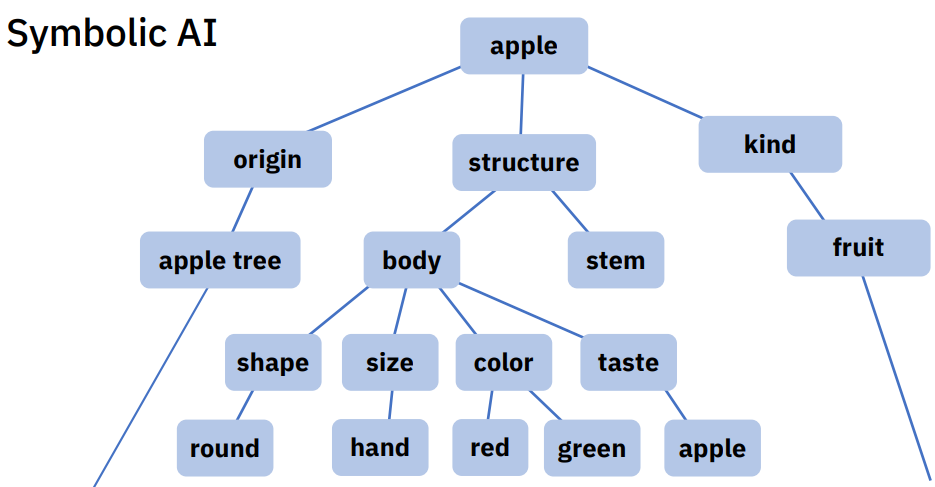 Symbolic AI
apple
origin
structure
kind
apple tree
body
stem
fruit
shape
size
color
taste
round
hand
red
green
apple